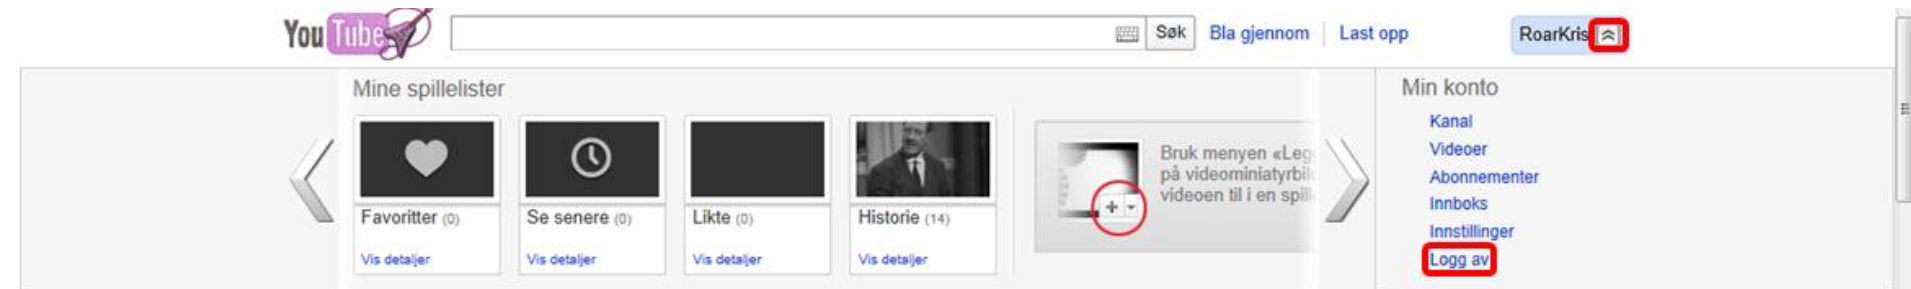 YouTube
Søk Bla gjennom Last opp RoarKris
Mine spillelister
Min konto
Favoritter (0)
Vis detaljer
Se senere (0)
Vis detaljer
Likte (0)
Vis detaljer
Historie (14)
Vis detaljer
Bruk menyen «Leg
på videominiatyrbil
videoen til i en spill
Kanal
Videoer
Abonnementer
Innboks
Innstillinger
Logg av